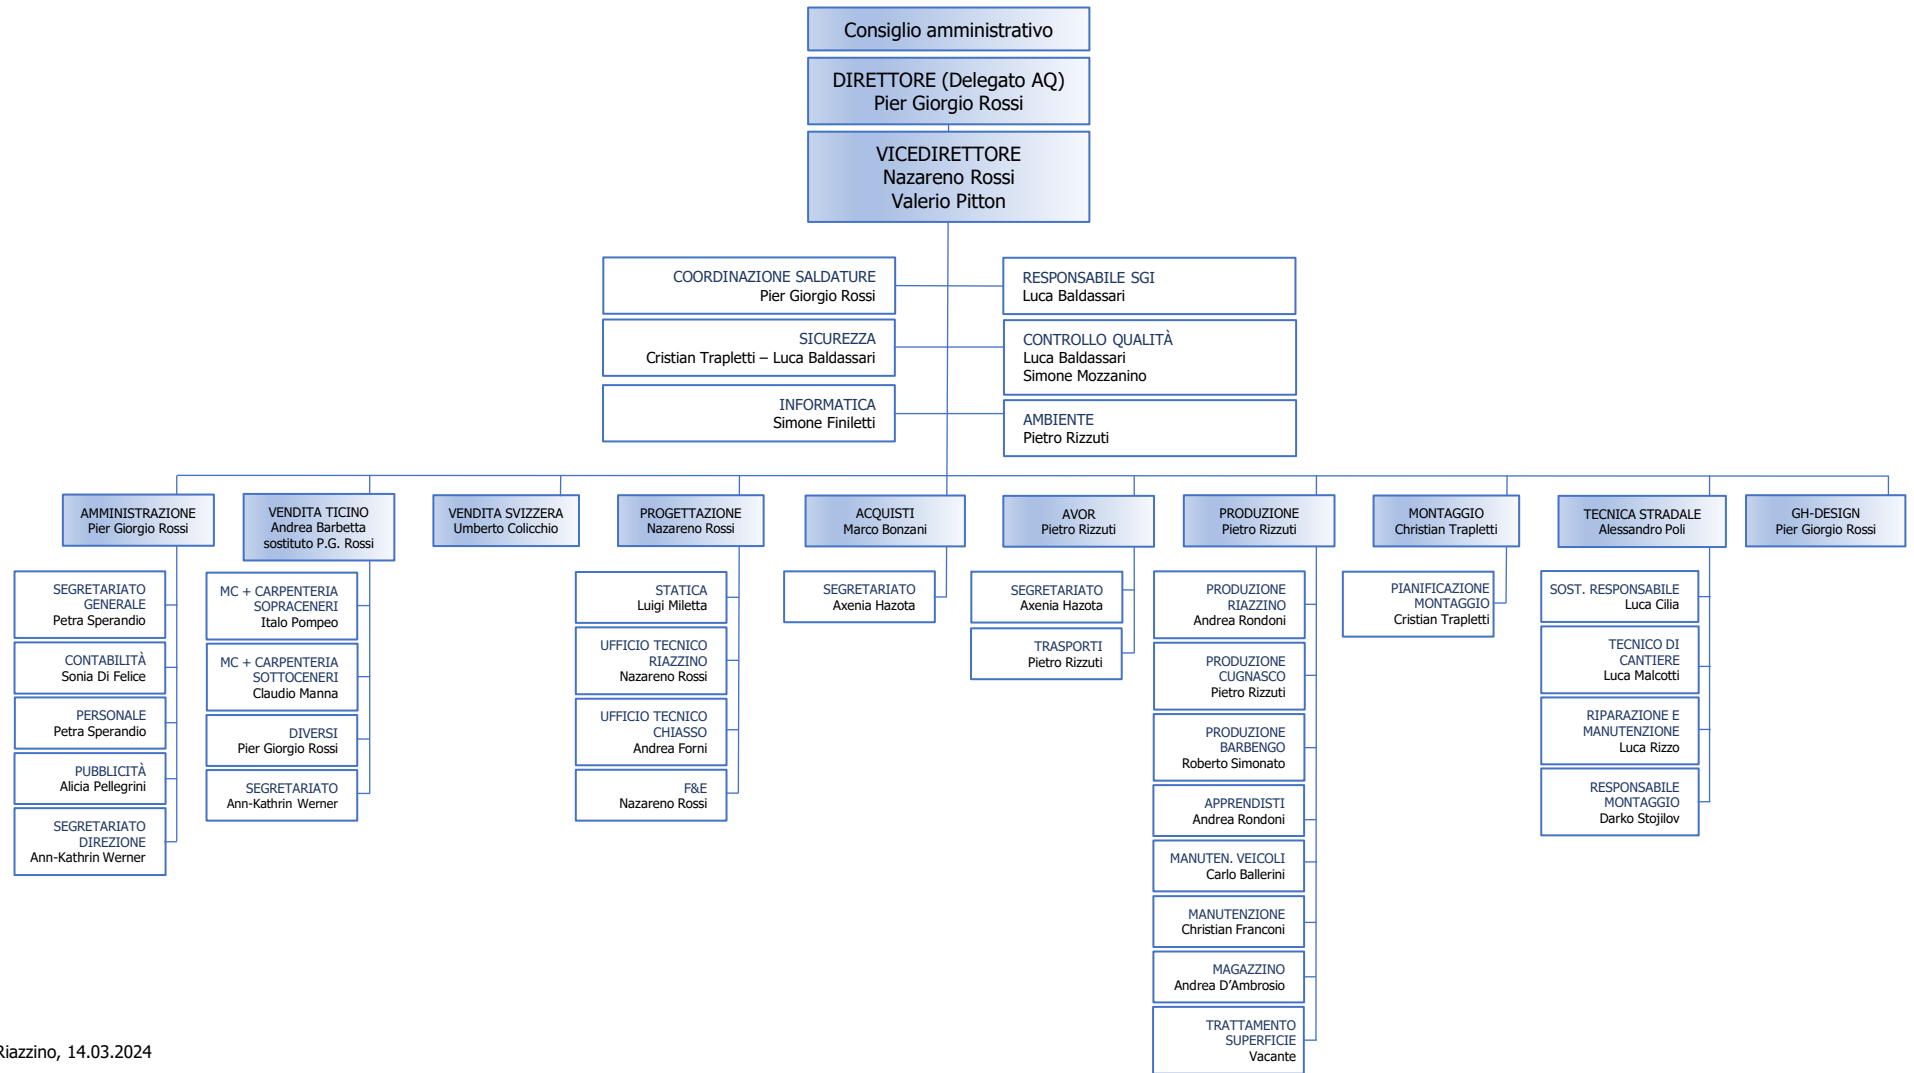 Consiglio amministrativo
DIRETTORE (Delegato AQ)
Pier Giorgio Rossi
VICEDIRETTORE
Nazareno Rossi
Valerio Pitton
COORDINAZIONE SALDATURE
Pier Giorgio Rossi
RESPONSABILE SGI
Luca Baldassari
SICUREZZA
Cristian Trapletti – Luca Baldassari
CONTROLLO QUALITÀ
Luca Baldassari
Simone Mozzanino
INFORMATICA
Simone Finiletti
AMBIENTE
Pietro Rizzuti
AMMINISTRAZIONE
Pier Giorgio Rossi
SEGRETARIATO
GENERALE
Petra Sperandio
CONTABILITÀ
Sonia Di Felice
PERSONALE
Petra Sperandio
PUBBLICITÀ
Alicia Pellegrini
SEGRETARIATO
DIREZIONE
Ann-Kathrin Werner
VENDITA TICINO
Andrea Barbetta
sostituto P.G. Rossi
MC + CARPENTERIA
SOPRACENERI
Italo Pompeo
MC + CARPENTERIA
SOTTOCENERI
Claudio Manna
DIVERSI
Pier Giorgio Rossi
SEGRETARIATO
Ann-Kathrin Werner
VENDITA SVIZZERA
Umberto Colicchio
PROGETTAZIONE
Nazareno Rossi
STATICA
Luigi Miletta
UFFICIO TECNICO
RIAZZINO
Nazareno Rossi
UFFICIO TECNICO
CHIASSO
Andrea Forni
F&E
Nazareno Rossi
ACQUISTI
Marco Bonzani
SEGRETARIATO
Axenia Hazota
AVOR
Pietro Rizzuti
SEGRETARIATO
Axenia Hazota
TRASPORTI
Pietro Rizzuti
PRODUZIONE
Pietro Rizzuti
PRODUZIONE
RIAZZINO
Andrea Rondoni
PRODUZIONE
CUGNASCO
Pietro Rizzuti
PRODUZIONE
BARBENGO
Roberto Simonato
APPRENDISTI
Andrea Rondoni
MANUTEN. VEICOLI
Carlo Ballerini
MANUTENZIONE
Christian Franconi
MAGAZZINO
Andrea D'Ambrosio
TRATTAMENTO
SUPERFICIE
Vacante
MONTAGGIO
Christian Trapletti
PIANIFICAZIONE
MONTAGGIO
Cristian Trapletti
TECNICA STRADALE
Alessandro Poli
SOST. RESPONSABILE
Luca Cilia
TECNICO DI
CANTIERE
Luca Malcotti
RIPARAZIONE E
MANUTENZIONE
Luca Rizzo
RESPONSABILE
MONTAGGIO
Darko Stojilov
GH-DESIGN
Pier Giorgio Rossi
Riazzino, 14.03.2024